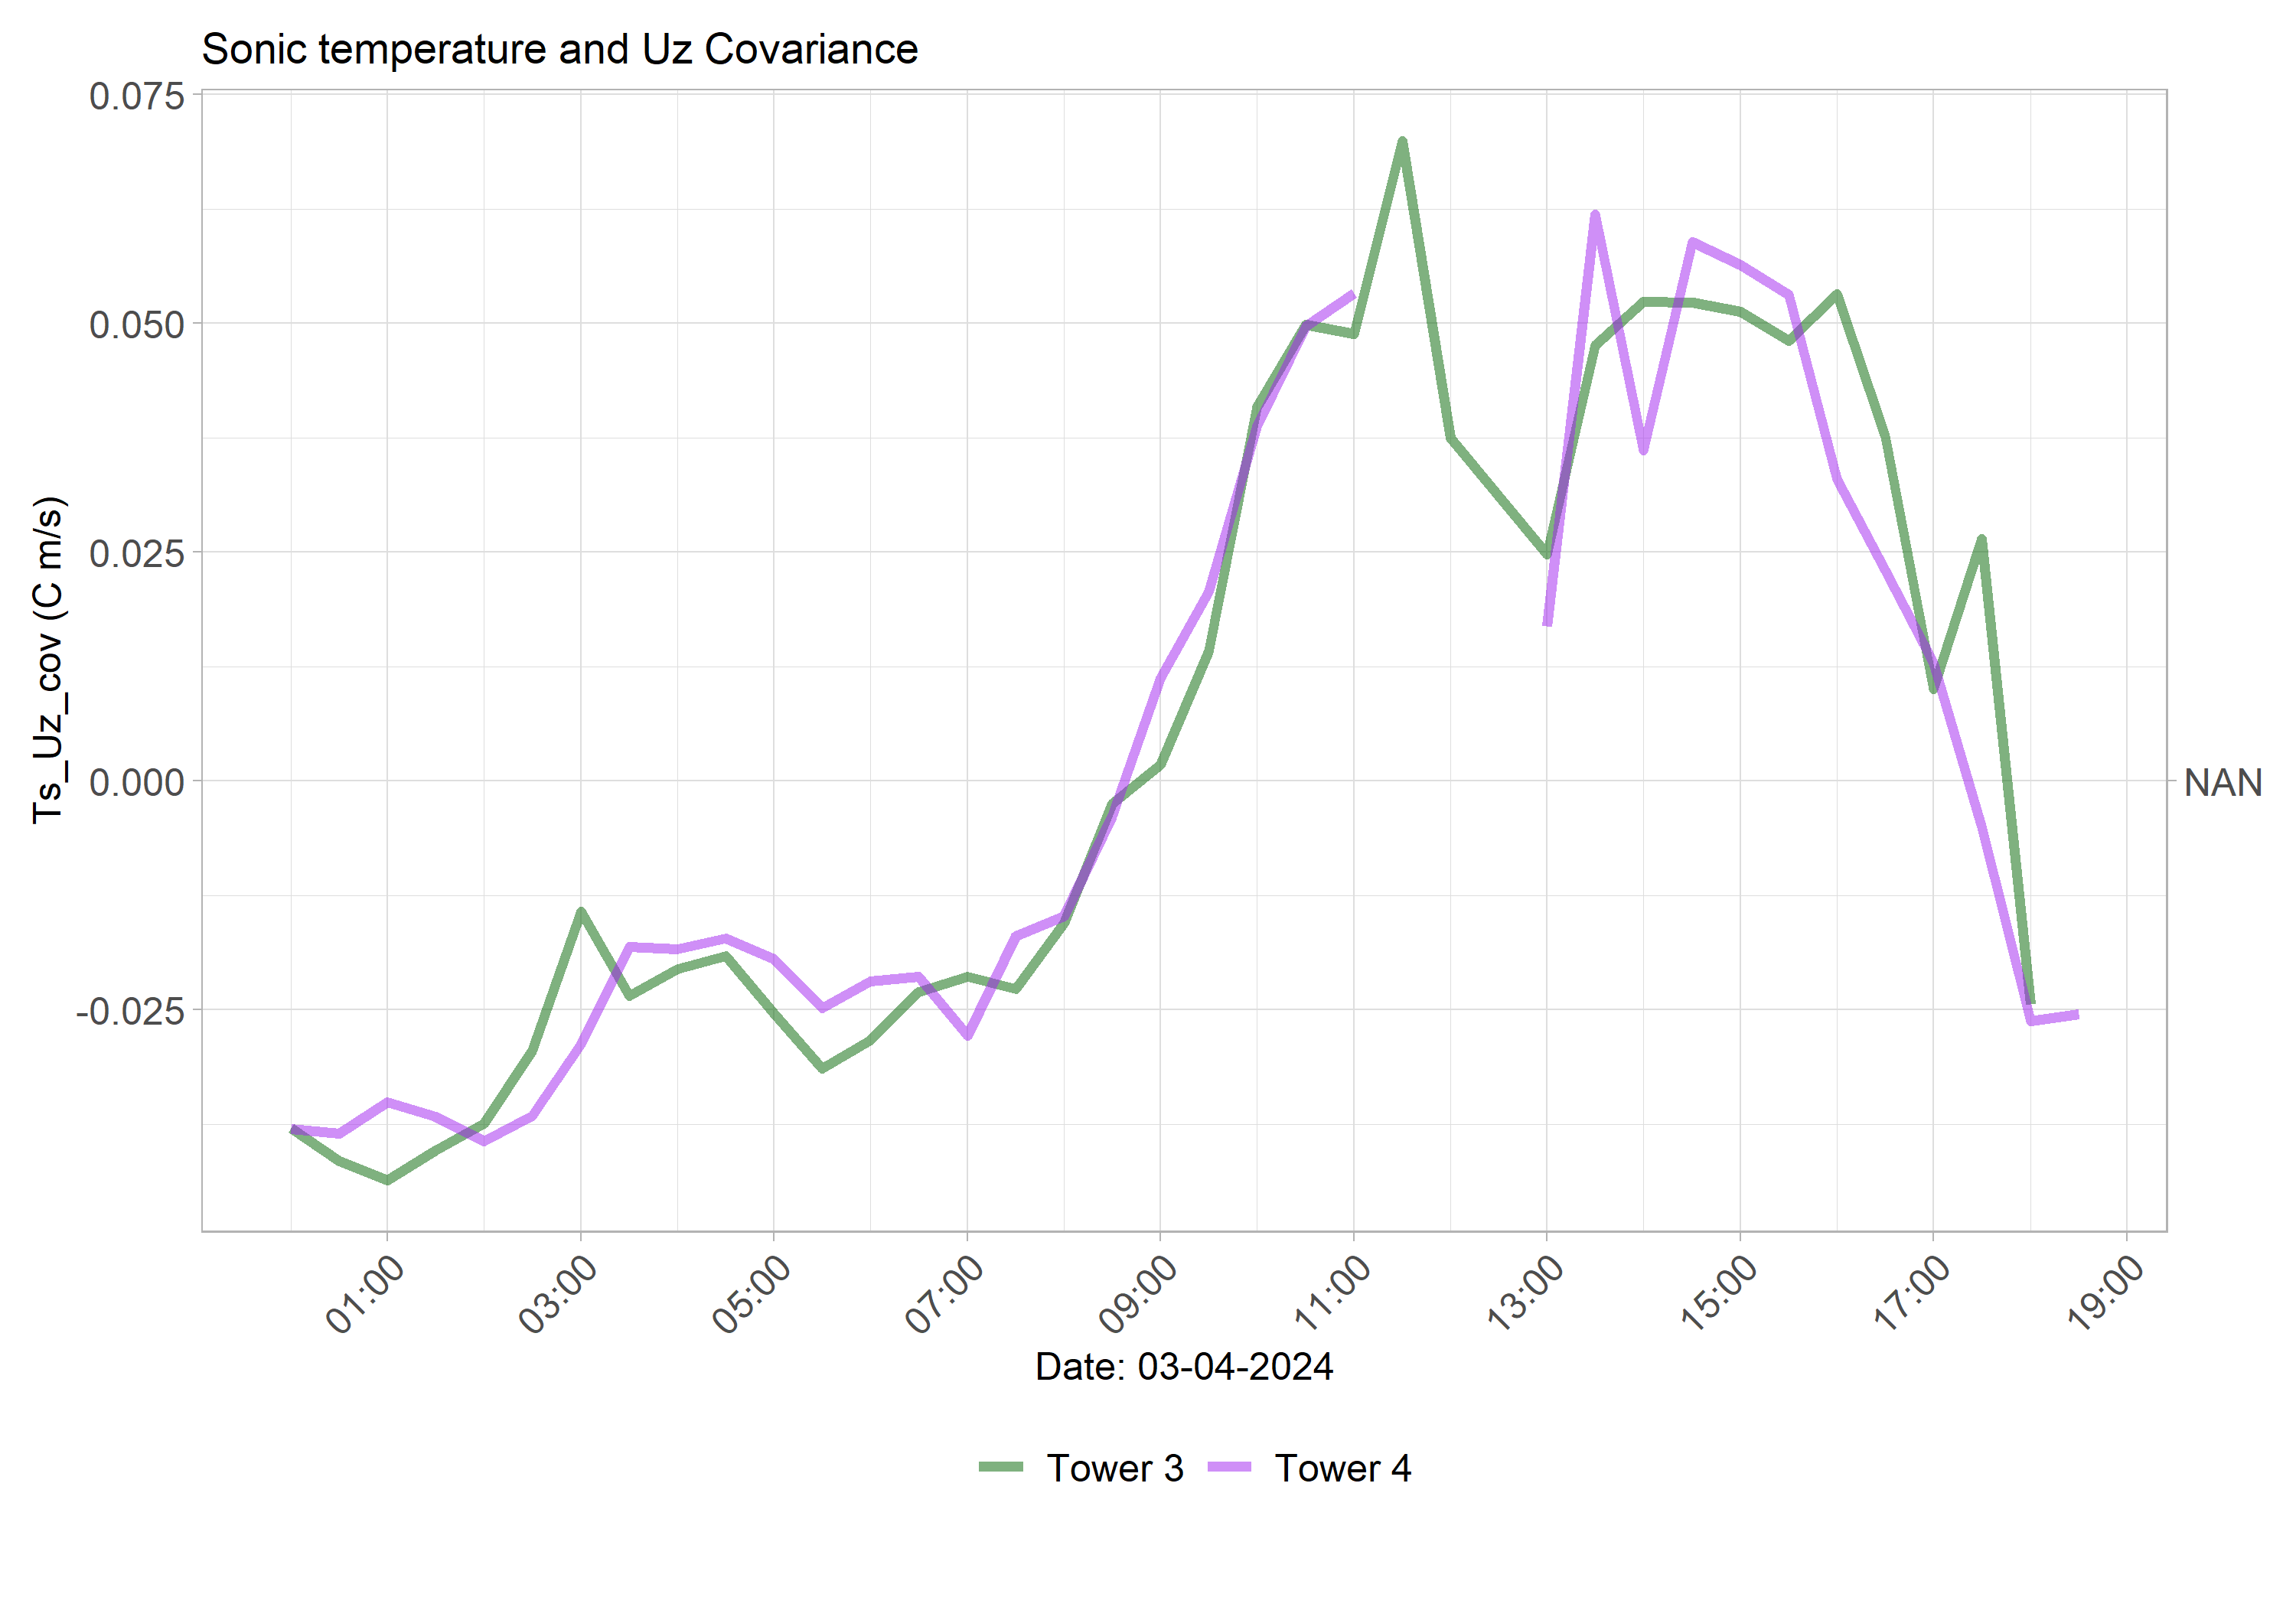 Sonic temperature and Uz Covariance
0.075
0.050
0.025
0.000
-0.025
Ts_Uz_cov (C m/s)
NAN
01:00
03:00
05:00
07:00
09:00
11:00
13:00
15:00
17:00
19:00
Date: 03-04-2024
Tower 3
Tower 4